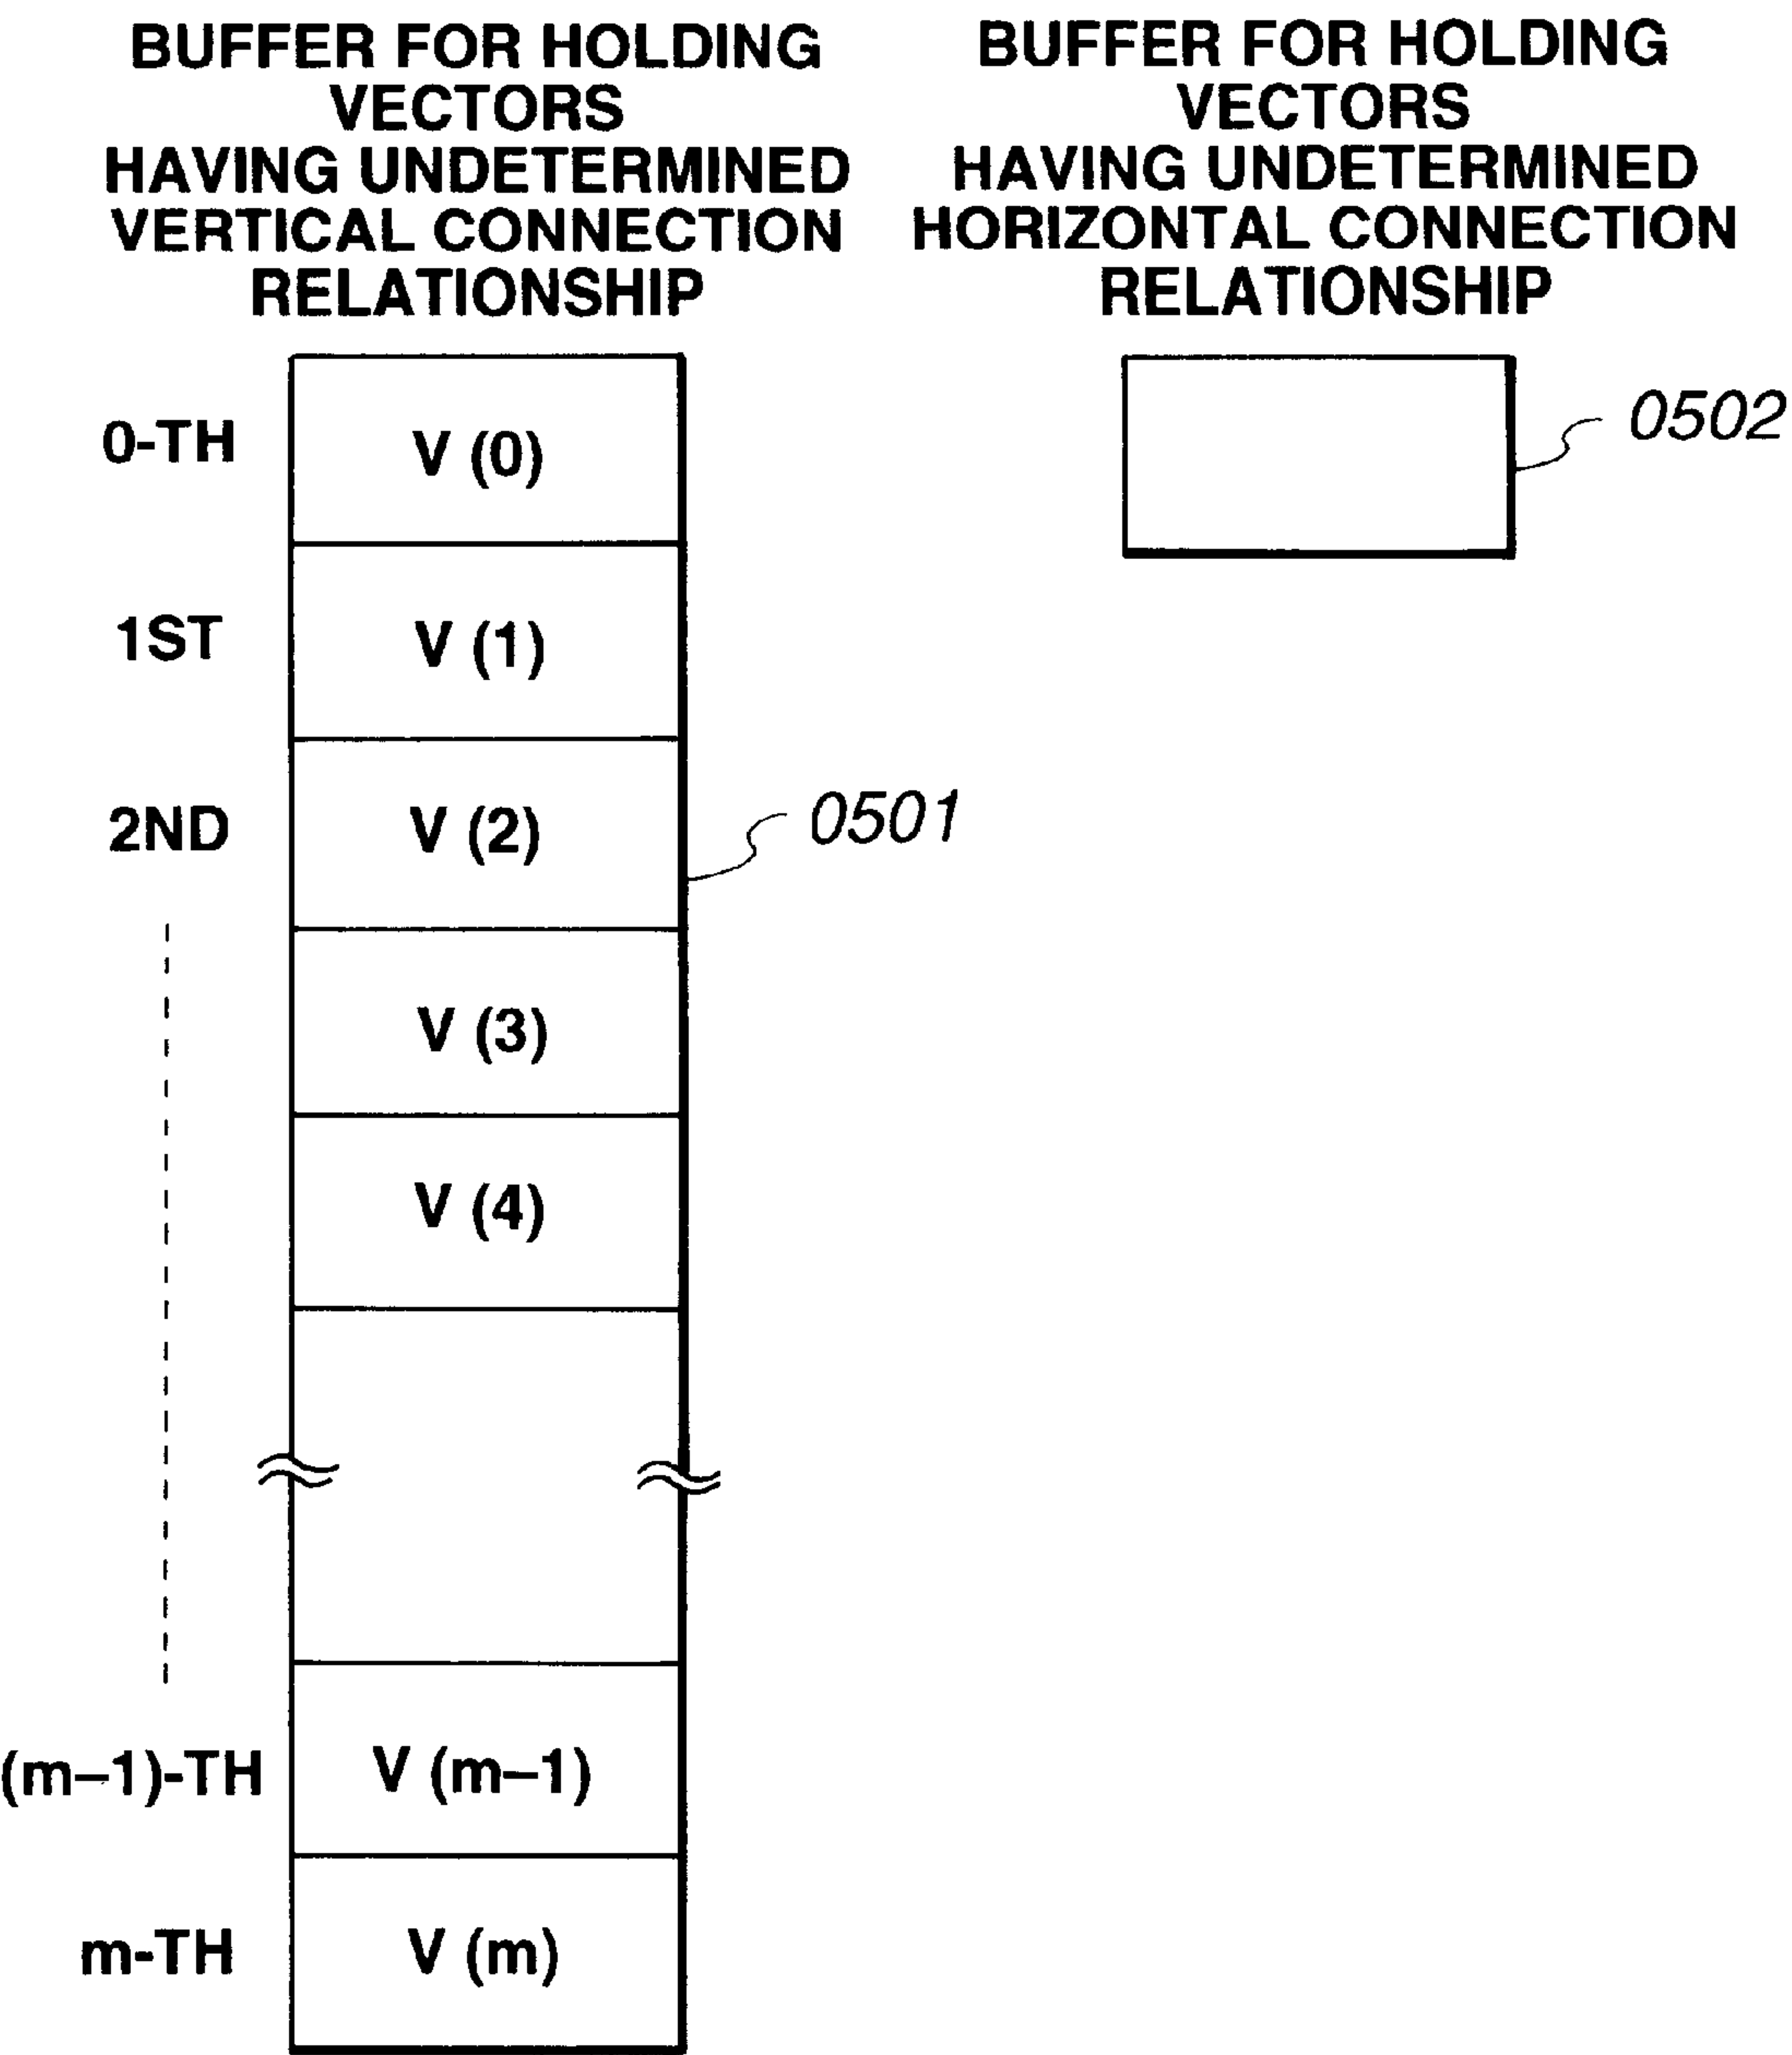 BUFFER FOR HOLDING
VECTORS
HAVING UNDETERMINED
VERTICAL CONNECTION
RELATIONSHIP
BUFFER FOR HOLDING
VECTORS
HAVING UNDETERMINED
HORIZONTAL CONNECTION
RELATIONSHIP
0-TH V (0)
0502
1ST V (1)
2ND V (2)
0501
V (3)
V (4)
(m–1)-TH V (m–1)
m-TH V (m)